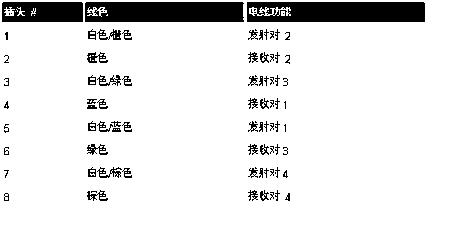 插头 # 线色 电线功能
1 白色/橙色 发射对 2
2 橙色 接收对 2
3 白色/绿色 发射对 3
4 蓝色 接收对 1
5 白色/蓝色 发射对 1
6 绿色 接收对 3
7 白色/棕色 发射对 4
8 棕色 接收对 4